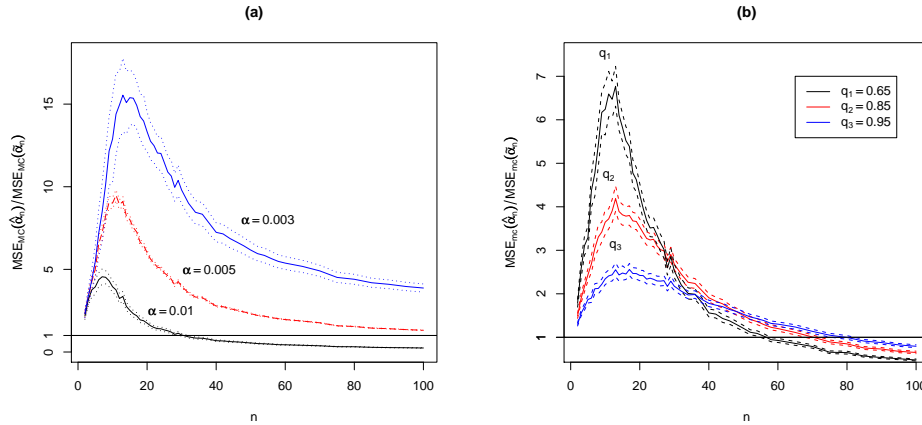 (a)
MSE_MC(α̂_n)/MSE_MC(α̃_n)
15
10
5
1
0
α = 0.003
α = 0.005
α = 0.01
0 20 40 60 80 100
n
(b)
MSE_mc(α̂_n)/MSE_mc(α̃_n)
7
6
5
4
3
2
1
q₁
q₂
q₃
q₁ = 0.65
q₂ = 0.85
q₃ = 0.95
0 20 40 60 80 100
n